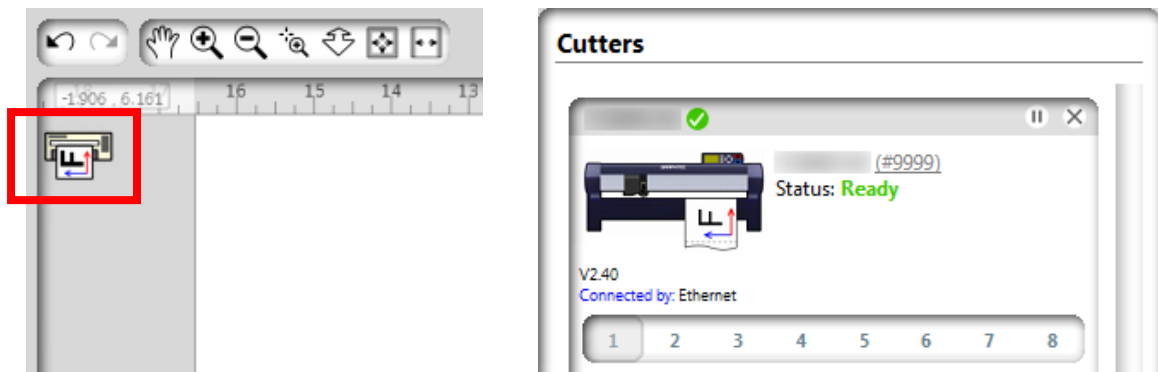 -1.906 , 6.161
16 15 14 13
F
Cutters
(#9999)
Status: Ready
F
V2.40
Connected by: Ethernet
1 2 3 4 5 6 7 8